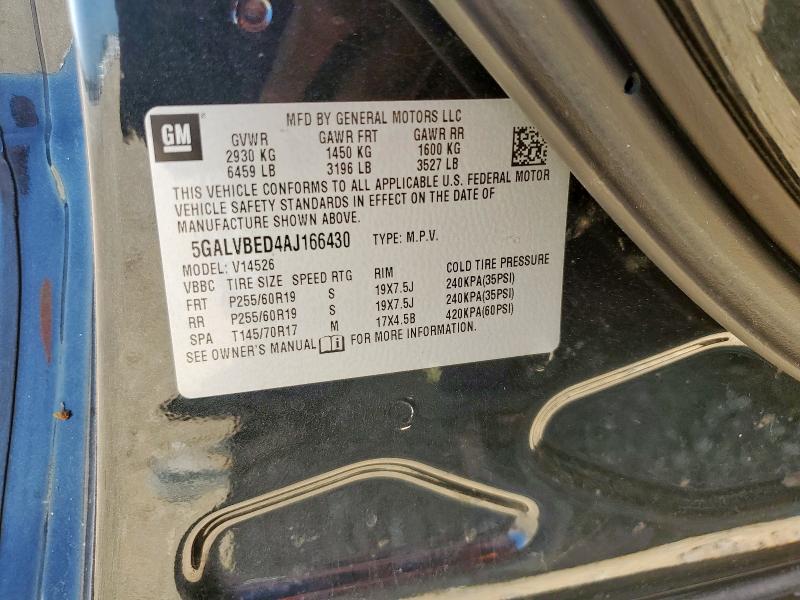 GM
MFD BY GENERAL MOTORS LLC
GVWR GAWR FRT GAWR RR
2930 KG 1450 KG 1600 KG
6459 LB 3196 LB 3527 LB
THIS VEHICLE CONFORMS TO ALL APPLICABLE U.S. FEDERAL MOTOR
VEHICLE SAFETY STANDARDS IN EFFECT ON THE DATE OF
MANUFACTURE SHOWN ABOVE.
5GALVBED4AJ166430 TYPE: M.P.V.
MODEL: V14526
VBBC TIRE SIZE SPEED RTG RIM COLD TIRE PRESSURE
FRT P255/60R19 S 19X7.5J 240KPA(35PSI)
RR P255/60R19 S 19X7.5J 240KPA(35PSI)
SPA T145/70R17 M 17X4.5B 420KPA(60PSI)
SEE OWNER'S MANUAL i FOR MORE INFORMATION.